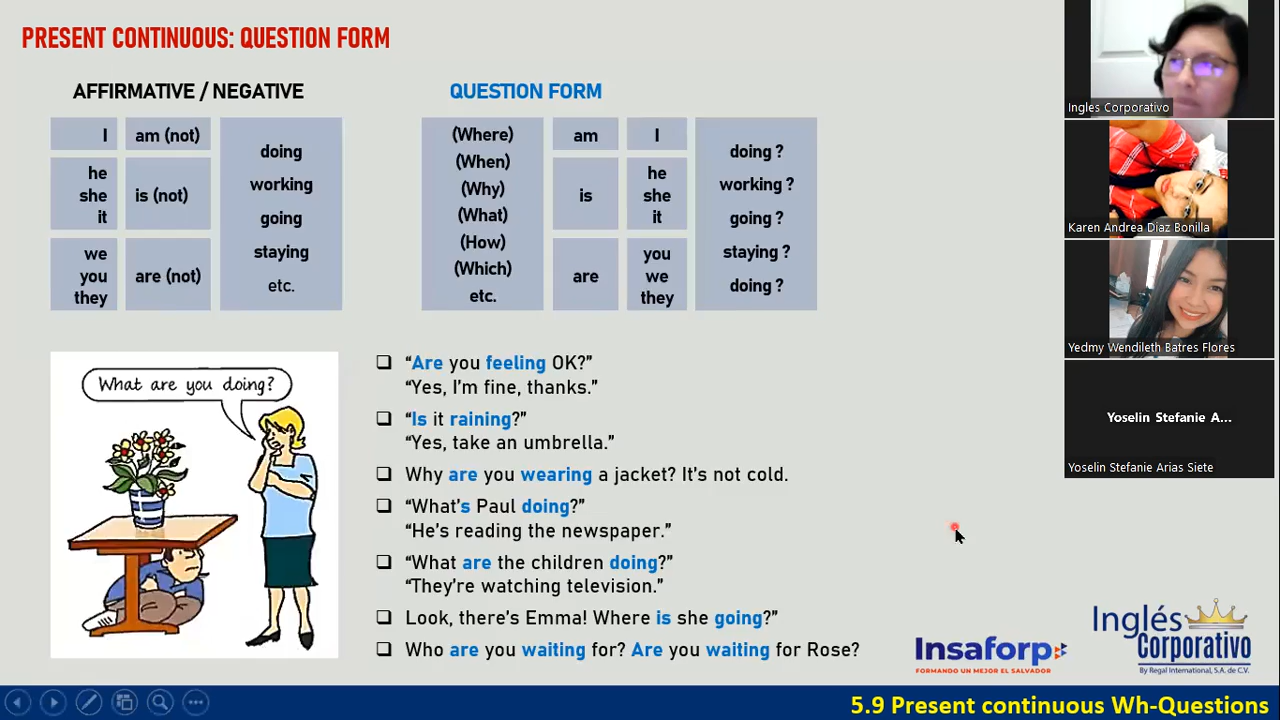 PRESENT CONTINUOUS: QUESTION FORM
AFFIRMATIVE / NEGATIVE
I
am (not)
he
she
it
is (not)
we
you
they
are (not)
doing
working
going
staying
etc.
QUESTION FORM
(Where)
(When)
(Why)
(What)
(How)
(Which)
etc.
am
is
are
I
he
she
it
you
we
they
doing ?
working ?
going ?
staying ?
doing ?
What are you doing?
“Are you feeling OK?”
“Yes, I’m fine, thanks.”
“Is it raining?”
“Yes, take an umbrella.”
Why are you wearing a jacket? It’s not cold.
“What’s Paul doing?”
“He’s reading the newspaper.”
“What are the children doing?”
“They’re watching television.”
Look, there’s Emma! Where is she going?”
Who are you waiting for? Are you waiting for Rose?
Insaforp
FORMANDO UN MEJOR EL SALVADOR
Inglés
Corporativo
By Regal International, S.A. de C.V.
5.9 Present continuous Wh-Questions
Ingles Corporativo
Karen Andrea Diaz Bonilla
Yedmy Wendileth Batres Flores
Yoselin Stefanie A...
Yoselin Stefanie Arias Siete